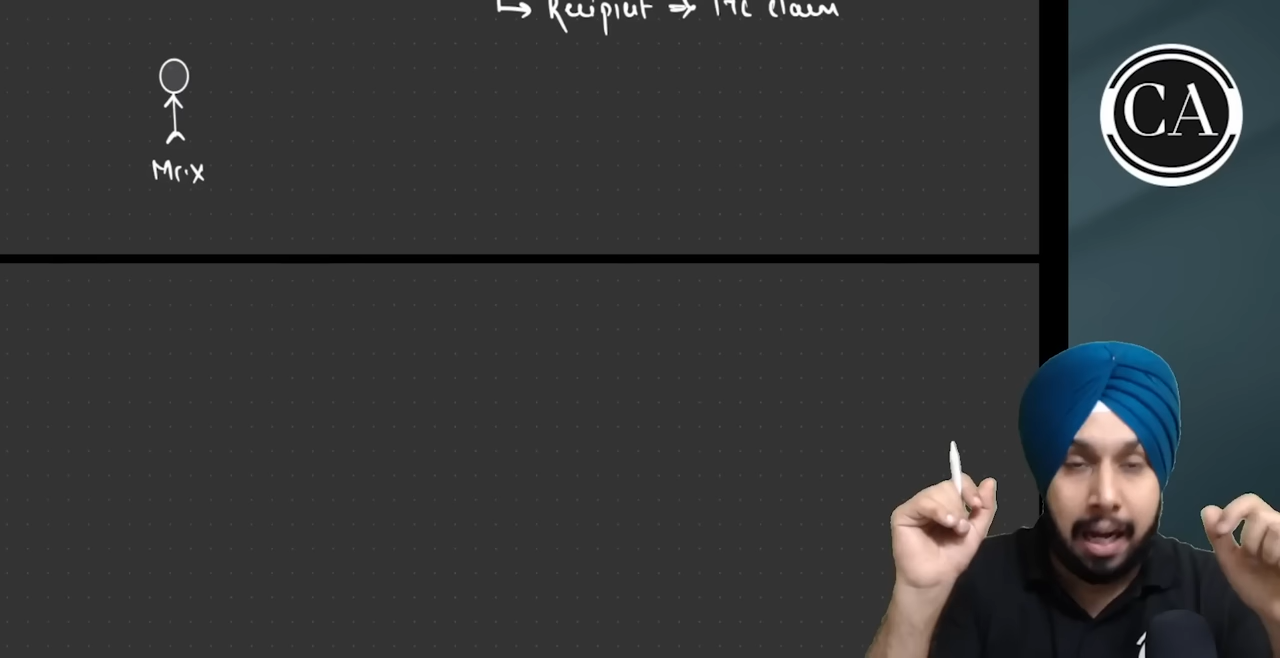 ↳ Recipient ⇒ ITC claim
Mr.X
CA